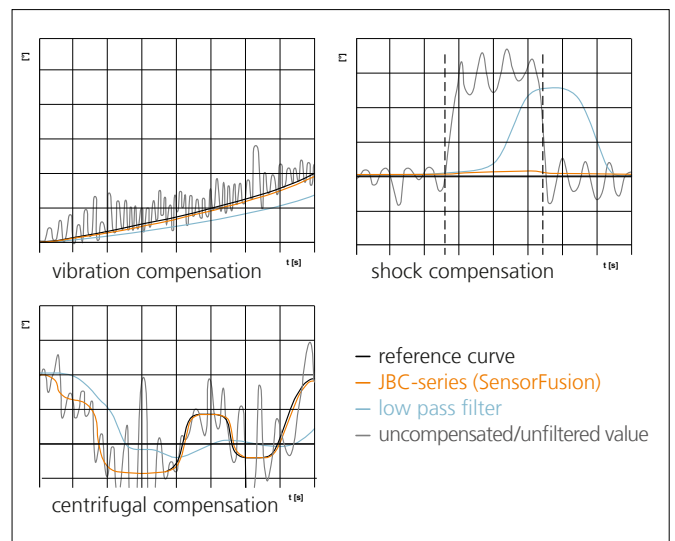 [°]
t [s]
vibration compensation
[°]
t [s]
shock compensation
[°]
t [s]
centrifugal compensation
reference curve
JBC-series (SensorFusion)
low pass filter
uncompensated/unfiltered value